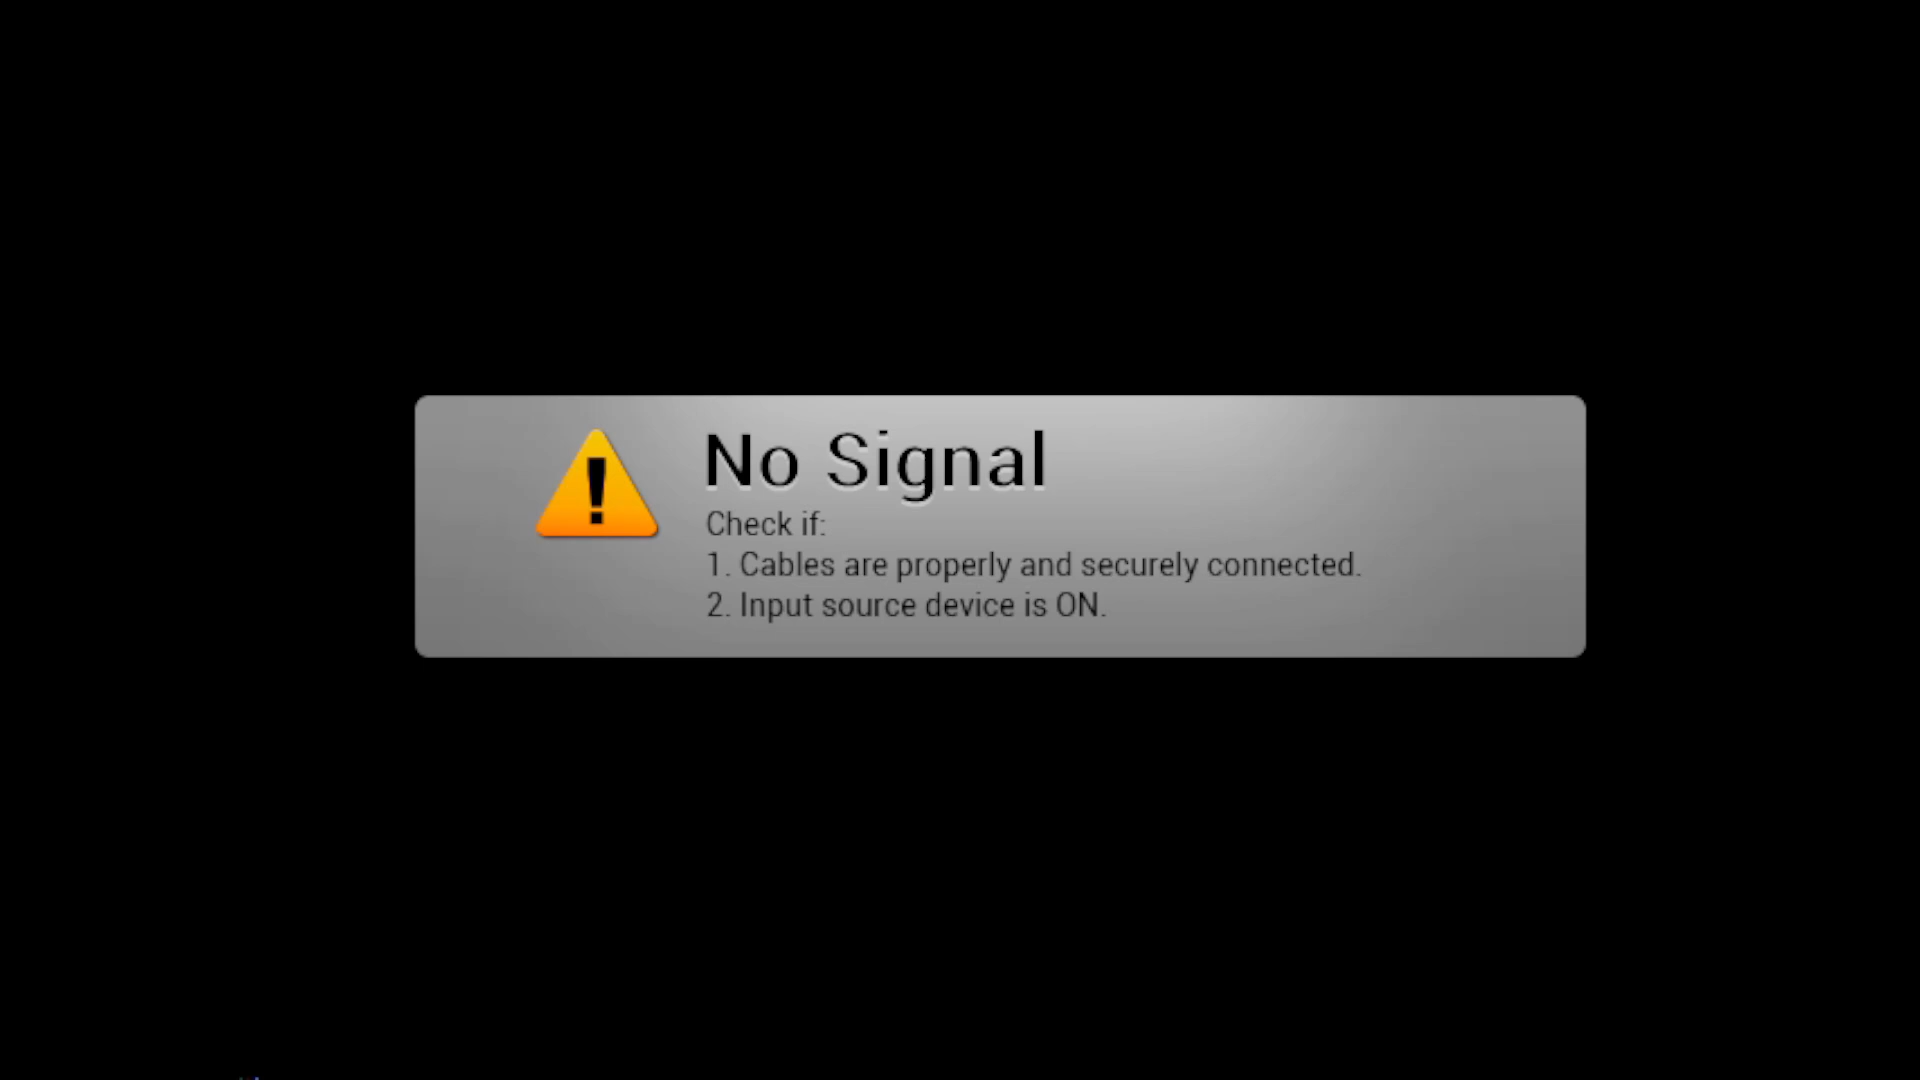 No Signal
Check if:
1. Cables are properly and securely connected.
2. Input source device is ON.